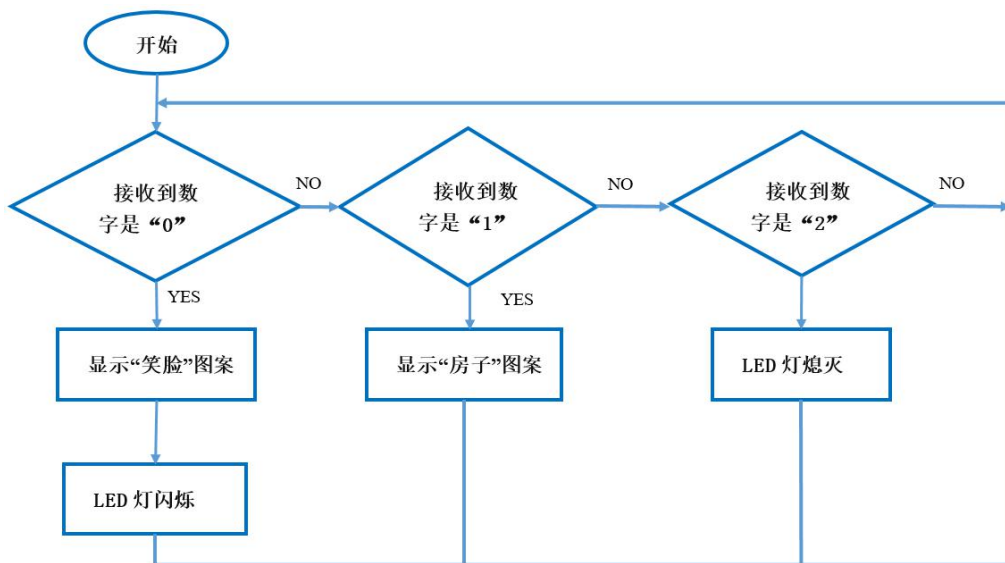 开始
接收到数
字是“0”
NO
接收到数
字是“1”
NO
接收到数
字是“2”
NO
YES
YES
显示“笑脸”图案
显示“房子”图案
LED 灯熄灭
LED 灯闪烁